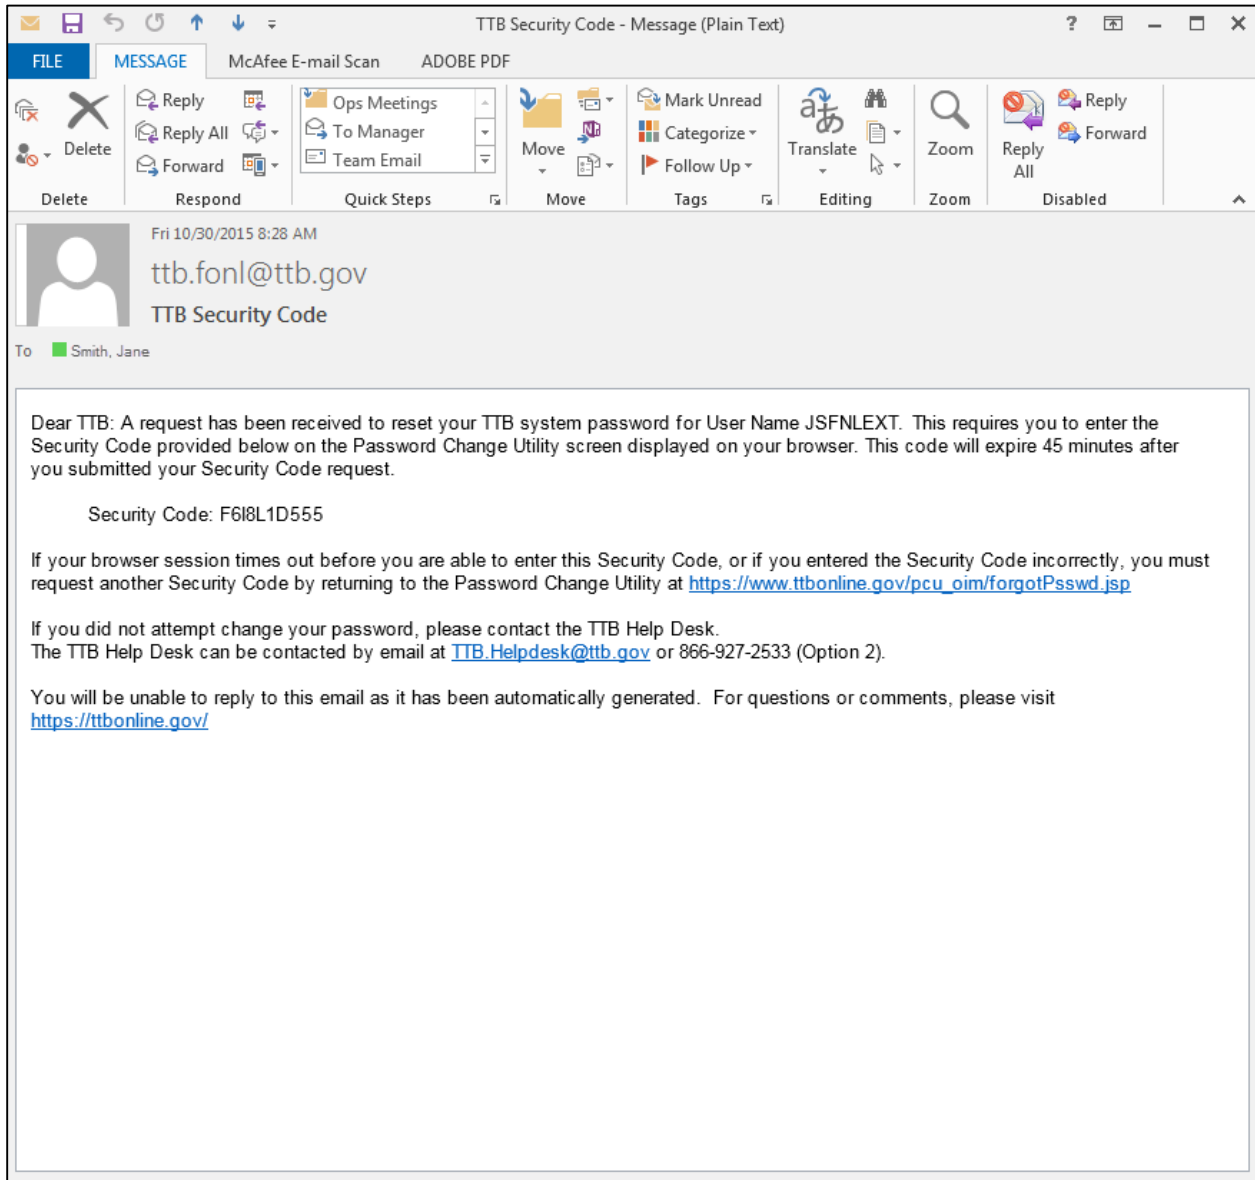 TTB Security Code - Message (Plain Text)
?
FILE MESSAGE McAfee E-mail Scan ADOBE PDF
Delete
Delete
Reply
Reply All
Forward
Respond
Ops Meetings
To Manager
Team Email
Quick Steps
Move
Move
Mark Unread
Categorize
Follow Up
Tags
Translate
Editing
Zoom
Zoom
Reply All
Reply
Forward
Disabled
Fri 10/30/2015 8:28 AM
ttb.fonl@ttb.gov
TTB Security Code
To Smith, Jane
Dear TTB: A request has been received to reset your TTB system password for User Name JSFNLEXT. This requires you to enter the
Security Code provided below on the Password Change Utility screen displayed on your browser. This code will expire 45 minutes after
you submitted your Security Code request.
Security Code: F6I8L1D555
If your browser session times out before you are able to enter this Security Code, or if you entered the Security Code incorrectly, you must
request another Security Code by returning to the Password Change Utility at https://www.ttbonline.gov/pcu_oim/forgotPsswd.jsp
If you did not attempt change your password, please contact the TTB Help Desk.
The TTB Help Desk can be contacted by email at TTB.Helpdesk@ttb.gov or 866-927-2533 (Option 2).
You will be unable to reply to this email as it has been automatically generated. For questions or comments, please visit
https://ttbonline.gov/